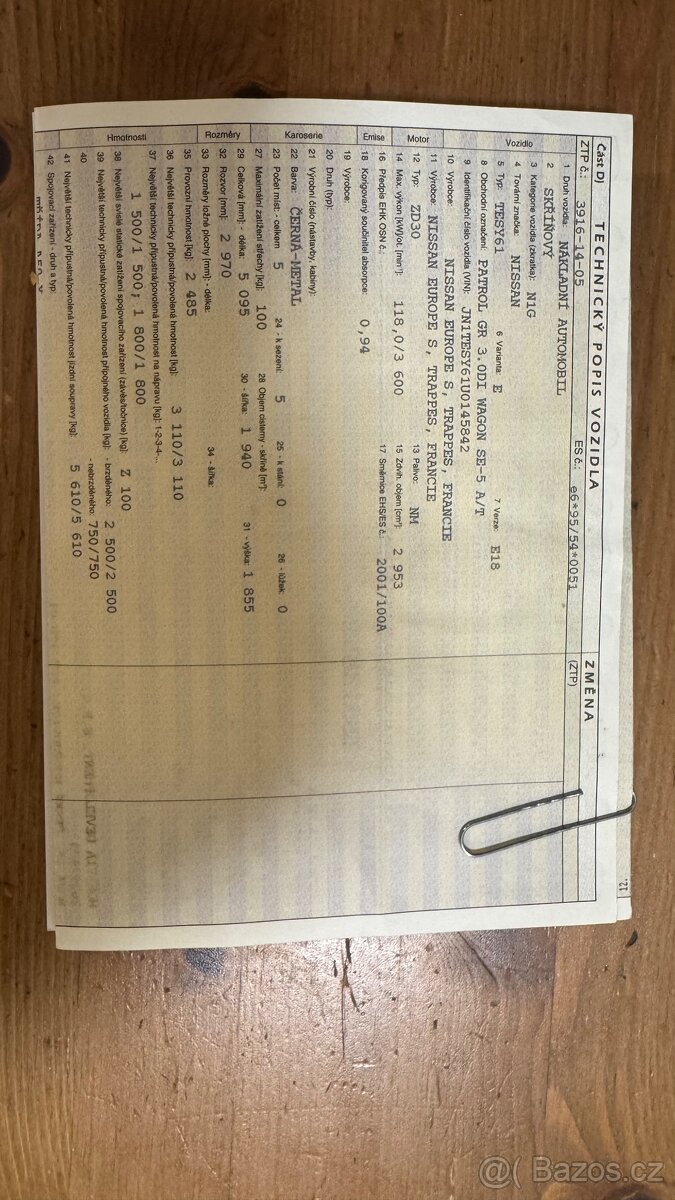 Část D) TECHNICKÝ POPIS VOZIDLA ZMĚNA
ZTP č.: 3916-14-05 ES č.: e6*95/54*0051 (ZTP)
Vozidlo
1 Druh vozidla: NÁKLADNÍ AUTOMOBIL
2 SKŘÍŇOVÝ
3 Kategorie vozidla (zkratka): N1G
4 Tovární značka: NISSAN
5 Typ: TESY61 6 Varianta: E 7 Verze: E18
8 Obchodní označení: PATROL GR 3.0DI WAGON SE-5 A/T
9 Identifikační číslo vozidla (VIN): JN1TESY61U0145842
10 Výrobce: NISSAN EUROPE S, TRAPPES, FRANCIE
Motor
11 Výrobce: NISSAN EUROPE S, TRAPPES, FRANCIE
12 Typ: ZD30 13 Palivo: NM
14 Max. výkon [kW]/ot. [min⁻¹]: 118,0/3 600 15 Zdvih. objem [cm³]: 2 953
Emise
16 Předpis EHK OSN č.: 17 Směrnice EHS/ES č.: 2001/100A
18 Korigovaný součinitel absorpce: 0,94
Karoserie
19 Výrobce:
20 Druh (typ):
21 Výrobní číslo (nástavby, kabiny):
22 Barva: ČERNÁ-METAL
23 Počet míst: - celkem 5 24 - k sezení: 5 25 - k stání: 0 26 - lůžek: 0
27 Maximální zatížení střechy [kg]: 100 28 Objem cisterny - skříně [m³]:
Rozměry
29 Celková [mm]: - délka: 5 095 30 - šířka: 1 940 31 - výška: 1 855
32 Rozvor [mm]: 2 970
33 Rozměry ložné plochy [mm]: - délka: 34 - šířka:
Hmotnosti
35 Provozní hmotnost [kg]: 2 485
36 Největší technicky přípustná/povolená hmotnost [kg]: 3 110/3 110
37 Největší technicky přípustná/povolená hmotnost na nápravu [kg]: 1-2-3-4-...
1 500/1 500; 1 800/1 800
38 Největší svislé statické zatížení spojovacího zařízení (závěs/točnice) [kg]: Z 100
39 Největší technicky přípustná/povolená hmotnost přípojného vozidla [kg]: - brzděného: 2 500/2 500
40 - nebrzděného: 750/750
41 Největší technicky přípustná/povolená hmotnost jízdní soupravy [kg]: 5 610/5 610
42 Spojovací zařízení - druh a typ:
12.
@( Bazos.cz